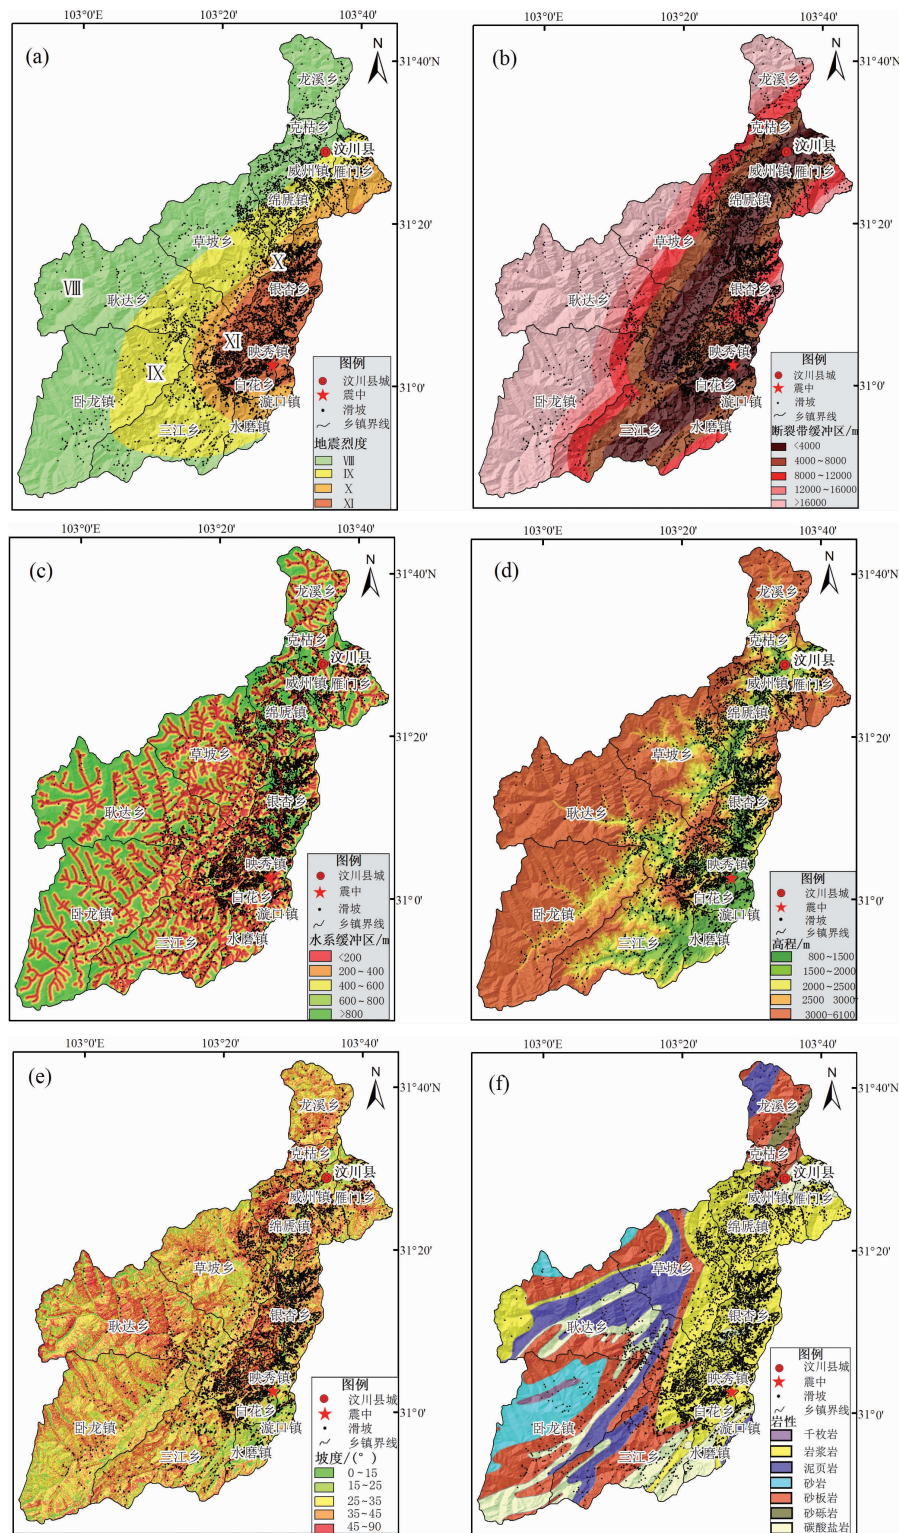 (a)
N
31°40′N
31°20′
31°0′
龙溪乡
克枯乡
汶川县
威州镇
雁门乡
绵虒镇
草坡乡
X
银杏乡
Ⅷ
耿达乡
XI
映秀镇
IX
白花乡
卧龙镇
漩口镇
三江乡
水磨镇
图例
汶川县城
震中
滑坡
乡镇界线
地震烈度
Ⅷ
Ⅸ
Ⅹ
Ⅺ
103°0′E
103°20′
103°40′
(b)
N
31°40′N
31°20′
31°0′
龙溪乡
克枯乡
汶川县
威州镇
雁门乡
绵虒镇
草坡乡
银杏乡
耿达乡
映秀镇
白花乡
卧龙镇
漩口镇
三江乡
水磨镇
图例
汶川县城
震中
滑坡
乡镇界线
断裂带缓冲区/m
<4000
4000~8000
8000~12000
12000~16000
>16000
103°0′E
103°20′
103°40′
(c)
N
31°40′N
31°20′
31°0′
龙溪乡
克枯乡
汶川县
威州镇
雁门乡
绵虒镇
草坡乡
银杏乡
耿达乡
映秀镇
白花乡
卧龙镇
漩口镇
三江乡
水磨镇
图例
汶川县城
震中
滑坡
乡镇界线
水系缓冲区/m
<200
200~400
400~600
600~800
>800
103°0′E
103°20′
103°40′
(d)
N
31°40′N
31°20′
31°0′
龙溪乡
克枯乡
汶川县
威州镇
雁门乡
绵虒镇
草坡乡
银杏乡
耿达乡
映秀镇
白花乡
卧龙镇
漩口镇
三江乡
水磨镇
图例
汶川县城
震中
滑坡
乡镇界线
高程/m
800~1500
1500~2000
2000~2500
2500 3000
3000-6100
103°0′E
103°20′
103°40′
(e)
N
31°40′N
31°20′
31°0′
龙溪乡
克枯乡
汶川县
威州镇
雁门乡
绵虒镇
草坡乡
银杏乡
耿达乡
映秀镇
白花乡
卧龙镇
漩口镇
三江乡
水磨镇
图例
汶川县城
震中
滑坡
乡镇界线
坡度/(°)
0~15
15~25
25~35
35~45
45~90
103°0′E
103°20′
103°40′
(f)
N
31°40′N
31°20′
31°0′
龙溪乡
克枯乡
汶川县
威州镇
雁门乡
绵虒镇
草坡乡
银杏乡
耿达乡
映秀镇
白花乡
卧龙镇
漩口镇
三江乡
水磨镇
图例
汶川县城
震中
滑坡
乡镇界线
岩性
千枚岩
岩浆岩
泥页岩
砂岩
砂板岩
砂砾岩
碳酸盐岩